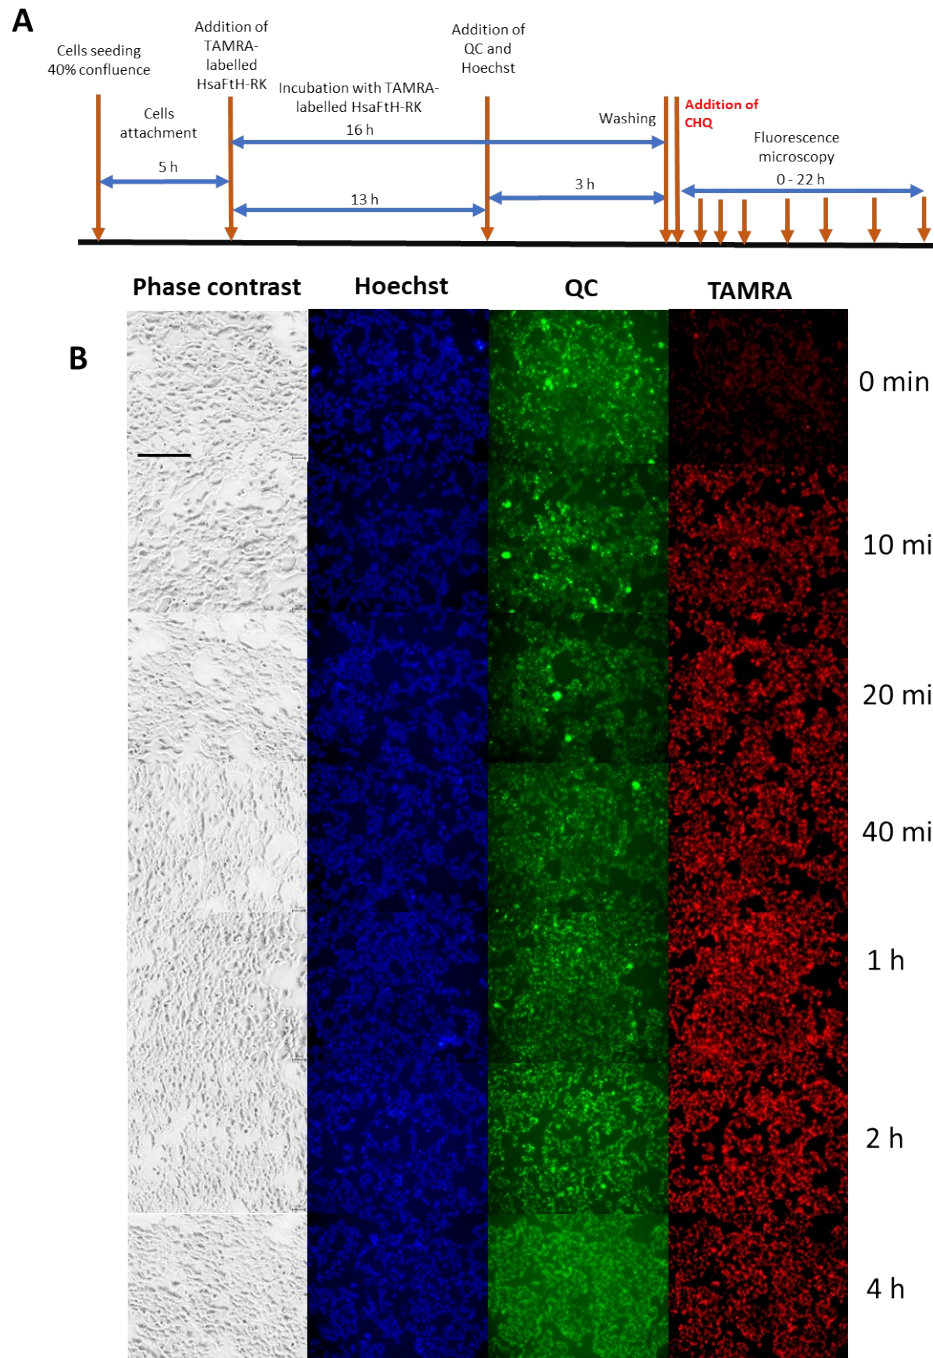 A
Cells seeding
40% confluence
Cells
attachment
5 h
Addition of
TAMRA-
labelled
HsaFtH-RK
Incubation with TAMRA-
labelled HsaFtH-RK
16 h
13 h
Addition of
QC and
Hoechst
3 h
Washing
Addition of
CHQ
Fluorescence
microscopy
0 - 22 h
Phase contrast Hoechst QC TAMRA
B
0 min
10 mi
20 mi
40 mi
1 h
2 h
4 h